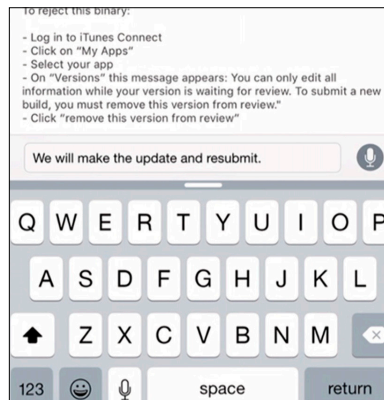 To reject this binary:
- Log in to iTunes Connect
- Click on “My Apps”
- Select your app
- On “Versions” this message appears: You can only edit all
information while your version is waiting for review. To submit a new
build, you must remove this version from review."
- Click “remove this version from review”
We will make the update and resubmit.
Q W E R T Y U I O P
A S D F G H J K L
Z X C V B N M
123 space return